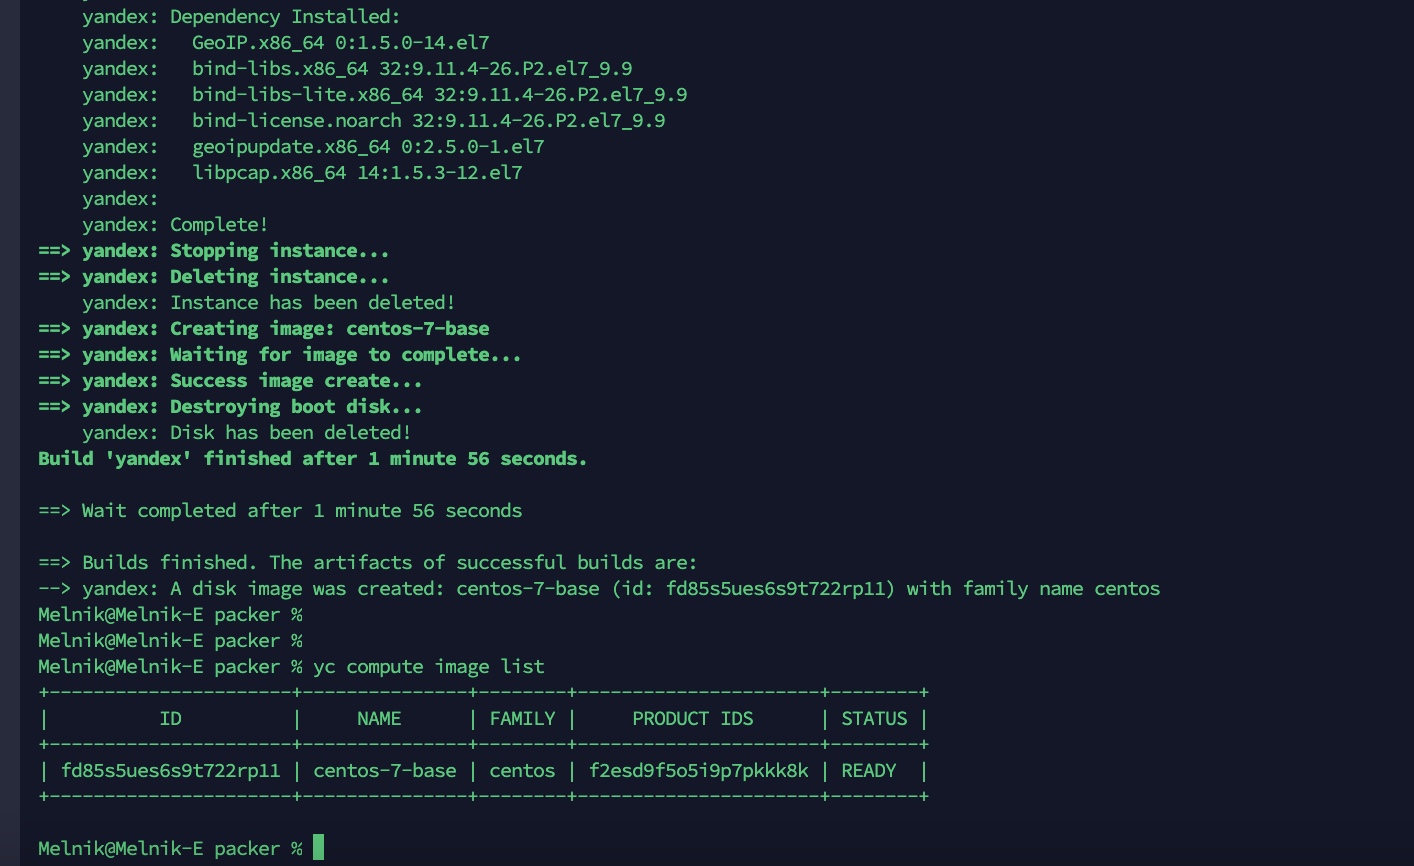 yandex: Dependency Installed:
yandex:   GeoIP.x86_64 0:1.5.0-14.el7
yandex:   bind-libs.x86_64 32:9.11.4-26.P2.el7_9.9
yandex:   bind-libs-lite.x86_64 32:9.11.4-26.P2.el7_9.9
yandex:   bind-license.noarch 32:9.11.4-26.P2.el7_9.9
yandex:   geoipupdate.x86_64 0:2.5.0-1.el7
yandex:   libpcap.x86_64 14:1.5.3-12.el7
yandex:
yandex: Complete!
==> yandex: Stopping instance...
==> yandex: Deleting instance...
yandex: Instance has been deleted!
==> yandex: Creating image: centos-7-base
==> yandex: Waiting for image to complete...
==> yandex: Success image create...
==> yandex: Destroying boot disk...
yandex: Disk has been deleted!
Build 'yandex' finished after 1 minute 56 seconds.
==> Wait completed after 1 minute 56 seconds
==> Builds finished. The artifacts of successful builds are:
--> yandex: A disk image was created: centos-7-base (id: fd85s5ues6s9t722rp11) with family name centos
Melnik@Melnik-E packer %
Melnik@Melnik-E packer %
Melnik@Melnik-E packer % yc compute image list
+----------------------+---------------+--------+----------------------+--------+
|          ID          |     NAME      | FAMILY |     PRODUCT IDS      | STATUS |
+----------------------+---------------+--------+----------------------+--------+
| fd85s5ues6s9t722rp11 | centos-7-base | centos | f2esd9f5o5i9p7pkkk8k | READY  |
+----------------------+---------------+--------+----------------------+--------+
Melnik@Melnik-E packer %